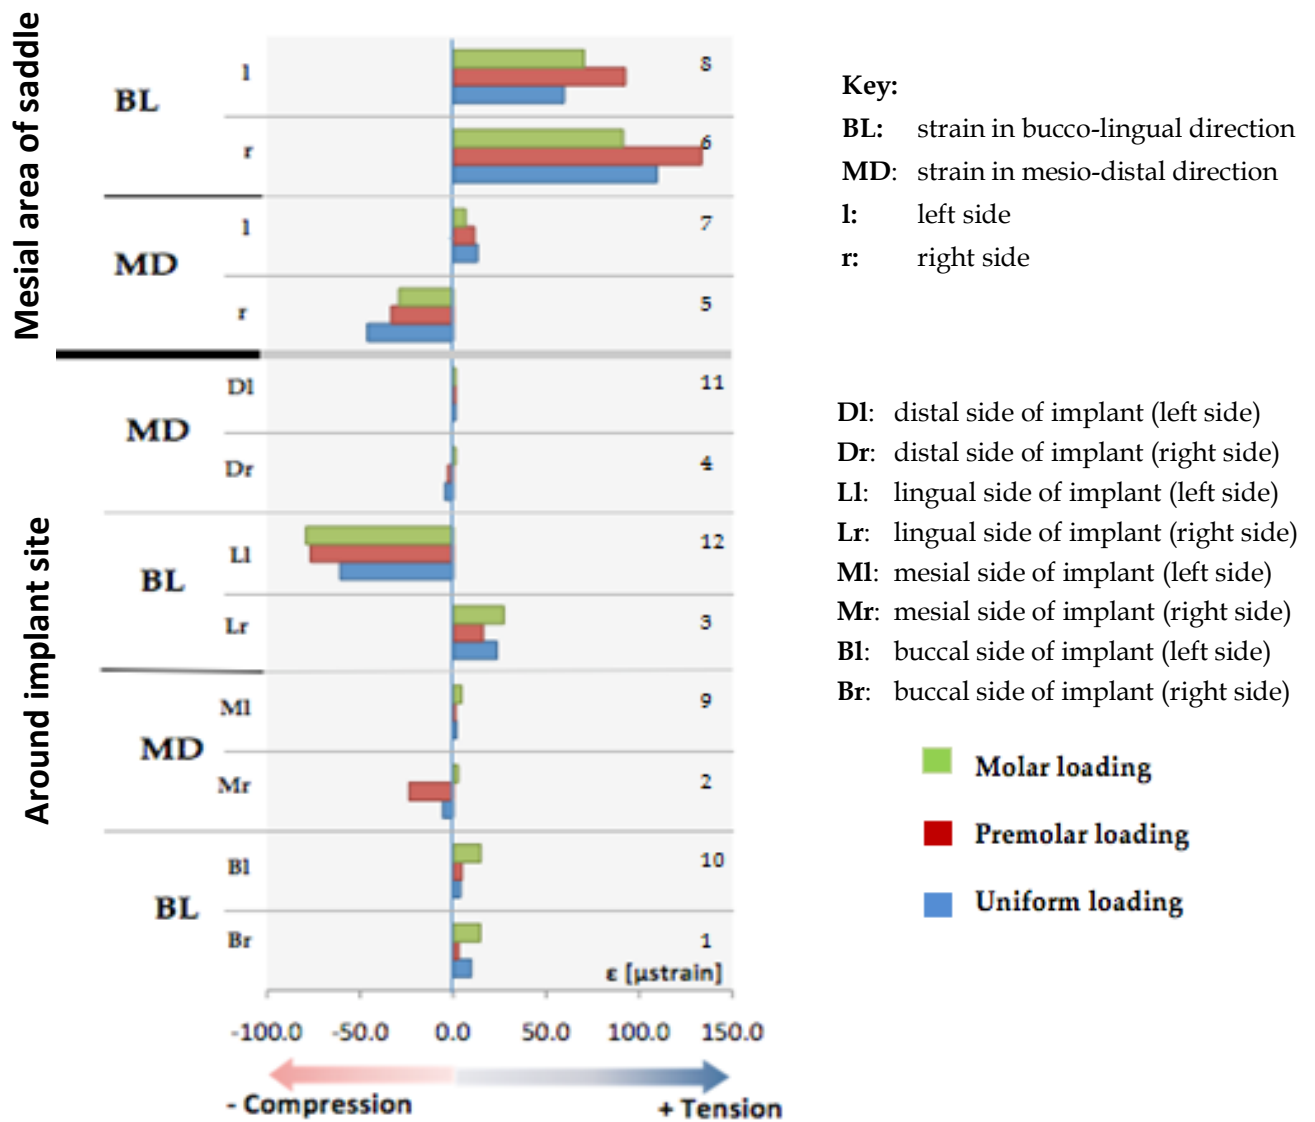 Mesial area of saddle
BL
l
8
r
6
MD
l
7
r
5
Around implant site
MD
Dl
11
Dr
4
BL
Ll
12
Lr
3
MD
Ml
9
Mr
2
BL
Bl
10
Br
1
ε [µstrain]
-100.0 -50.0 0.0 50.0 100.0 150.0
- Compression + Tension
Key:
BL: strain in bucco-lingual direction
MD: strain in mesio-distal direction
l: left side
r: right side
Dl: distal side of implant (left side)
Dr: distal side of implant (right side)
Ll: lingual side of implant (left side)
Lr: lingual side of implant (right side)
Ml: mesial side of implant (left side)
Mr: mesial side of implant (right side)
Bl: buccal side of implant (left side)
Br: buccal side of implant (right side)
Molar loading
Premolar loading
Uniform loading